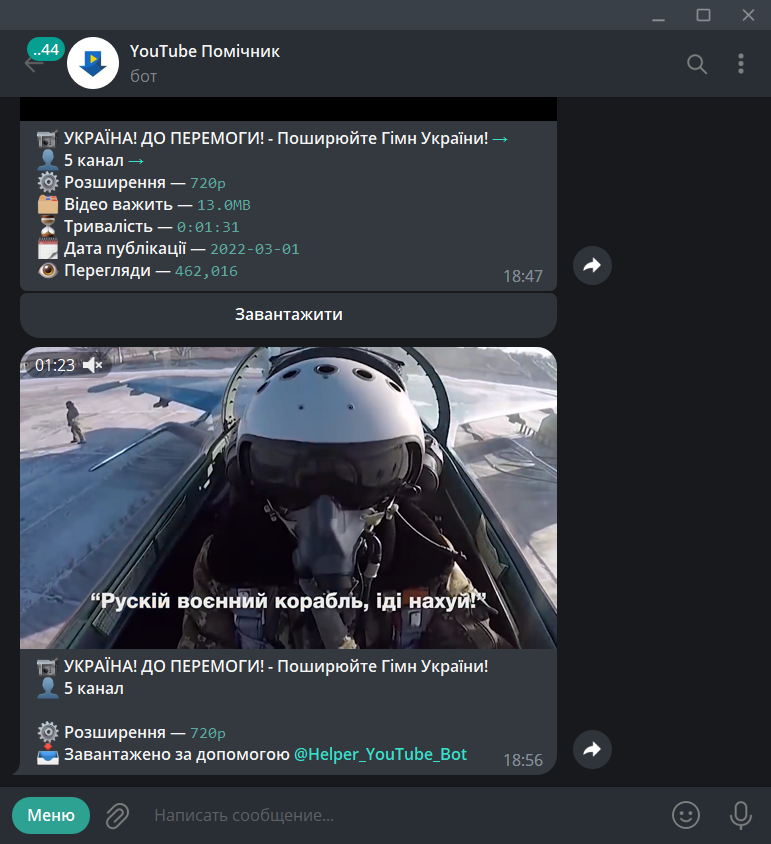 ..44
YouTube Помічник
бот
УКРАЇНА! ДО ПЕРЕМОГИ! - Поширюйте Гімн України! →
5 канал →
Розширення — 720p
Відео важить — 13.0MB
Тривалість — 0:01:31
Дата публікації — 2022-03-01
Перегляди — 462,016
18:47
Завантажити
01:23
“Рускій воєнний корабль, іді нахуй!”
УКРАЇНА! ДО ПЕРЕМОГИ! - Поширюйте Гімн України!
5 канал
Розширення — 720p
Завантажено за допомогою @Helper_YouTube_Bot
18:56
Меню
Написать сообщение...